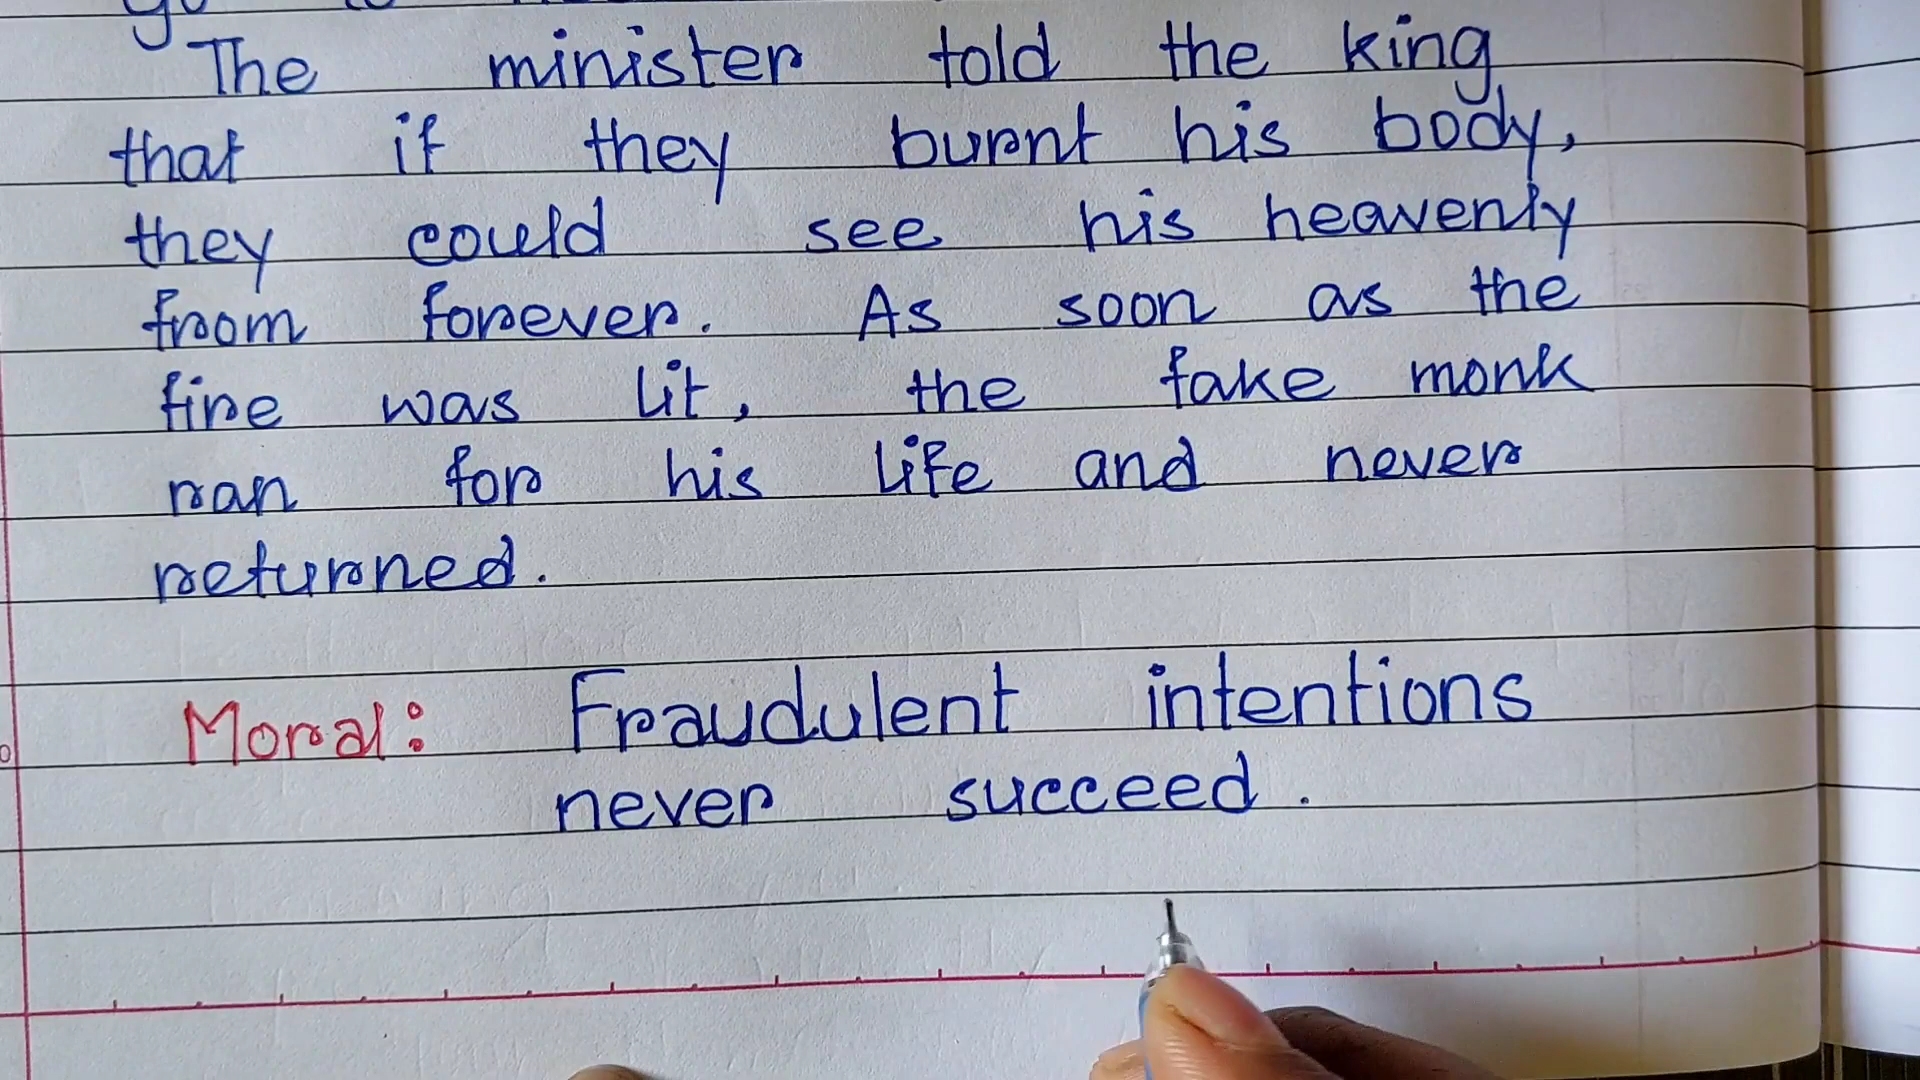 The minister told the king
that if they burnt his body,
they could see his heavenly
from forever. As soon as the
fire was lit, the fake monk
ran for his life and never
returned.
Moral: Fraudulent intentions
never succeed.